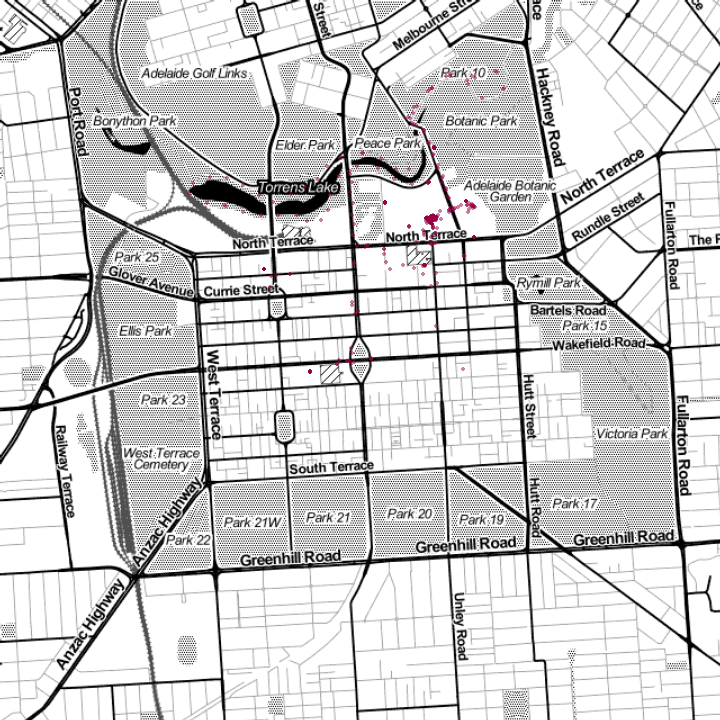 Street
Melbourne Stre
ace
Adelaide Golf Links
Park 10
Port Road
Bonython Park
Botanic Park
Hackney Road
Elder Park
Peace Park
North Terrace
Torrens Lake
Adelaide Botanic
Garden
Rundle Street
North Terrace
North Terrace
The P
Park 25
Fullarton Road
Glover Avenue
Currie Street
Rymill Park
Bartels Road
Ellis Park
Park 15
Wakefield Road
West Terrace
Park 23
Hutt Street
Fullarton Road
Railway Terrace
Victoria Park
West Terrace
Cemetery
South Terrace
Anzac Highway
Hutt Road
Park 17
Park 21W
Park 21
Park 20
Park 19
Park 22
Greenhill Road
Greenhill Road
Greenhill Road
Anzac Highway
Unley Road